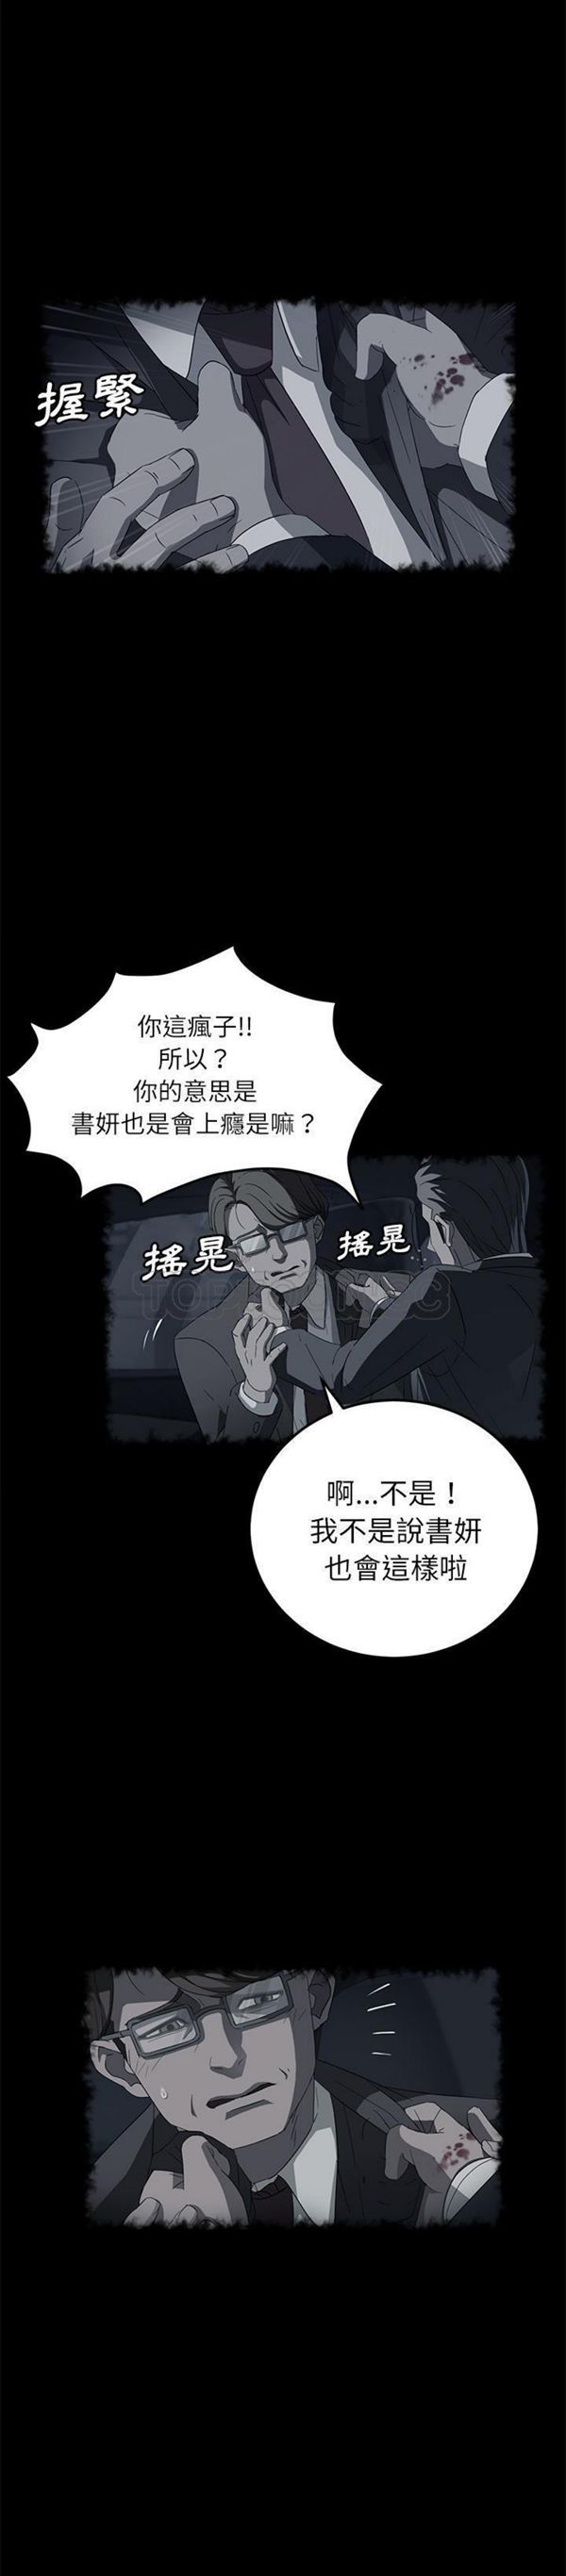 握緊
你這瘋子!!
所以？
你的意思是
書妍也是會上癮是嘛？
搖晃
搖晃
TOPTOOMICS
啊...不是！
我不是說書妍
也會這樣啦